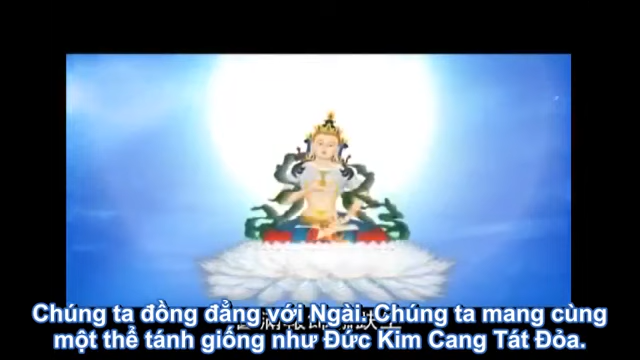 Chúng ta đồng đẳng với Ngài. Chúng ta mang cùng
một thể tánh giống như Đức Kim Cang Tát Đỏa.